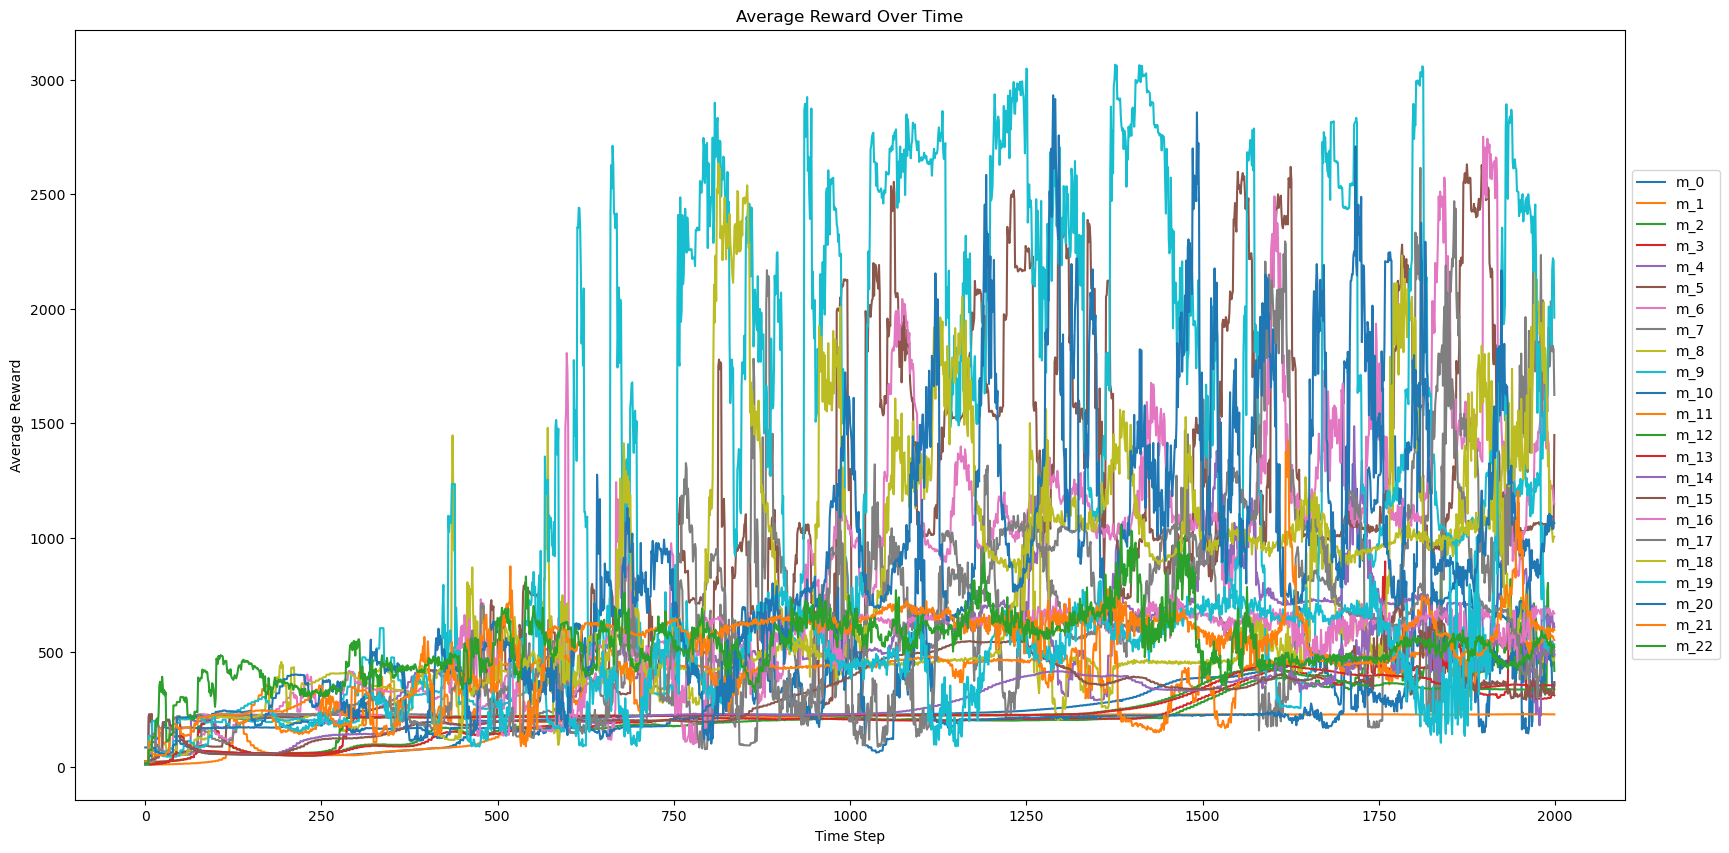 Average Reward Over Time
Average Reward
3000
2500
2000
1500
1000
500
0
0 250 500 750 1000 1250 1500 1750 2000
Time Step
m_0
m_1
m_2
m_3
m_4
m_5
m_6
m_7
m_8
m_9
m_10
m_11
m_12
m_13
m_14
m_15
m_16
m_17
m_18
m_19
m_20
m_21
m_22